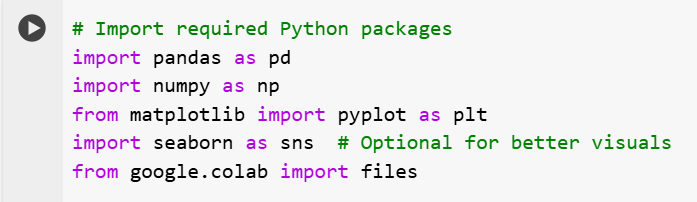 # Import required Python packages
import pandas as pd
import numpy as np
from matplotlib import pyplot as plt
import seaborn as sns  # Optional for better visuals
from google.colab import files